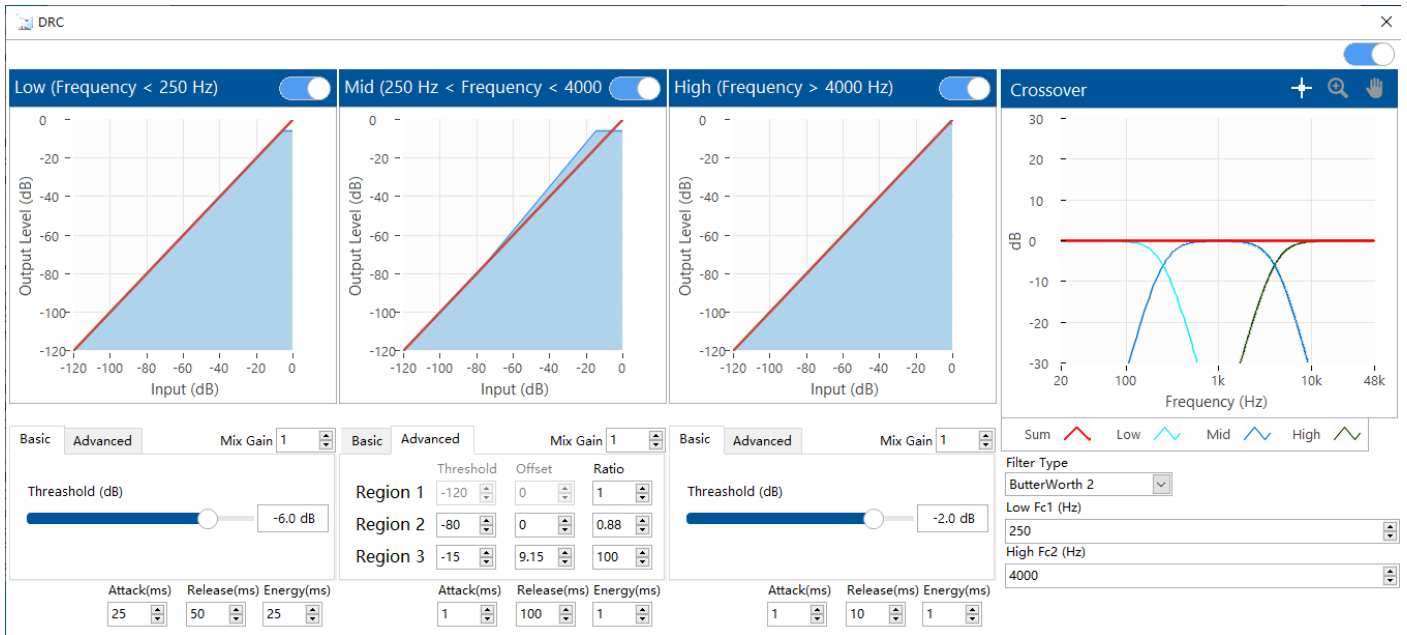 DRC
Low (Frequency < 250 Hz)
Mid (250 Hz < Frequency < 4000
High (Frequency > 4000 Hz)
Crossover
Output Level (dB)
0
-20
-40
-60
-80
-100
-120
-120 -100 -80 -60 -40 -20 0
Input (dB)
Output Level (dB)
0
-20
-40
-60
-80
-100
-120
-120 -100 -80 -60 -40 -20 0
Input (dB)
Output Level (dB)
0
-20
-40
-60
-80
-100
-120
-120 -100 -80 -60 -40 -20 0
Input (dB)
dB
30
20
10
0
-10
-20
-30
20 100 1k 10k 48k
Frequency (Hz)
Sum Low Mid High
Basic Advanced Mix Gain 1
Threashold (dB)
-6.0 dB
Attack(ms) Release(ms) Energy(ms)
25 50 25
Basic Advanced Mix Gain 1
Threshold Offset Ratio
Region 1 -120 0 1
Region 2 -80 0 0.88
Region 3 -15 9.15 100
Attack(ms) Release(ms) Energy(ms)
1 100 1
Basic Advanced Mix Gain 1
Threashold (dB)
-2.0 dB
Attack(ms) Release(ms) Energy(ms)
1 10 1
Filter Type
ButterWorth 2
Low Fc1 (Hz)
250
High Fc2 (Hz)
4000